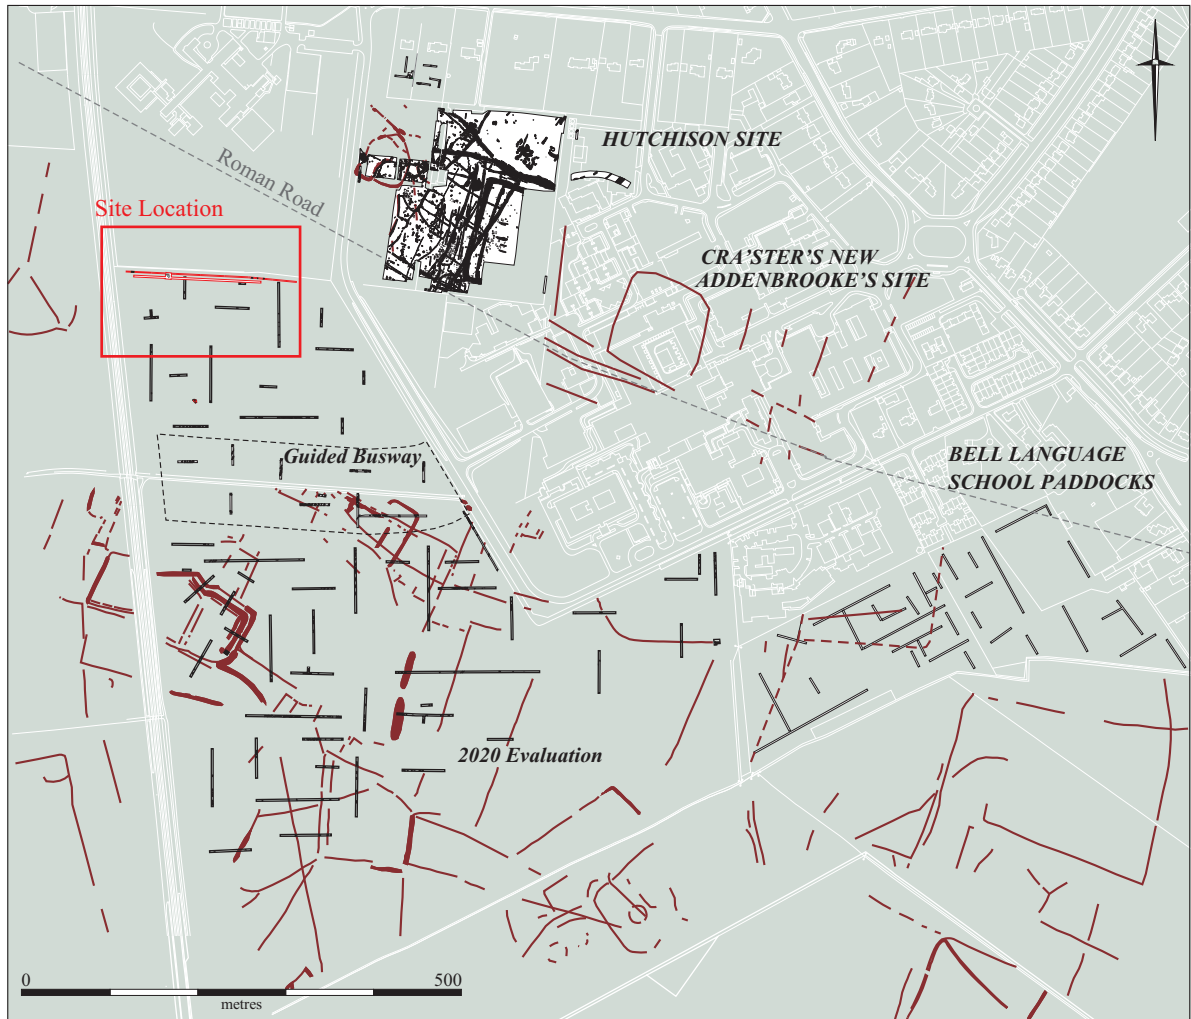 HUTCHISON SITE
Roman Road
Site Location
CRA'STER'S NEW
ADDENBROOKE'S SITE
Guided Busway
BELL LANGUAGE
SCHOOL PADDOCKS
2020 Evaluation
0
500
metres